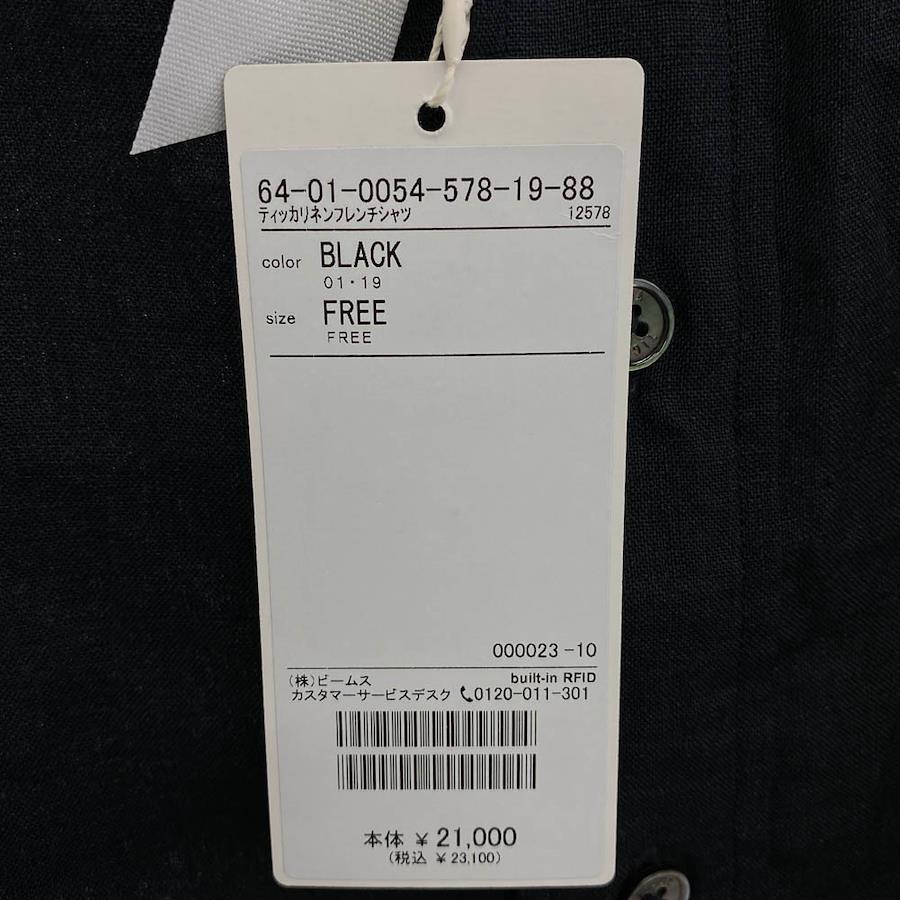 64-01-0054-578-19-88
ティッカリネンフレンチシャツ 12578
color BLACK
01・19
size FREE
FREE
000023-10
(株)ビームス built-in RFID
カスタマーサービスデスク 0120-011-301
本体 ¥ 21,000
(税込 ¥ 23,100)